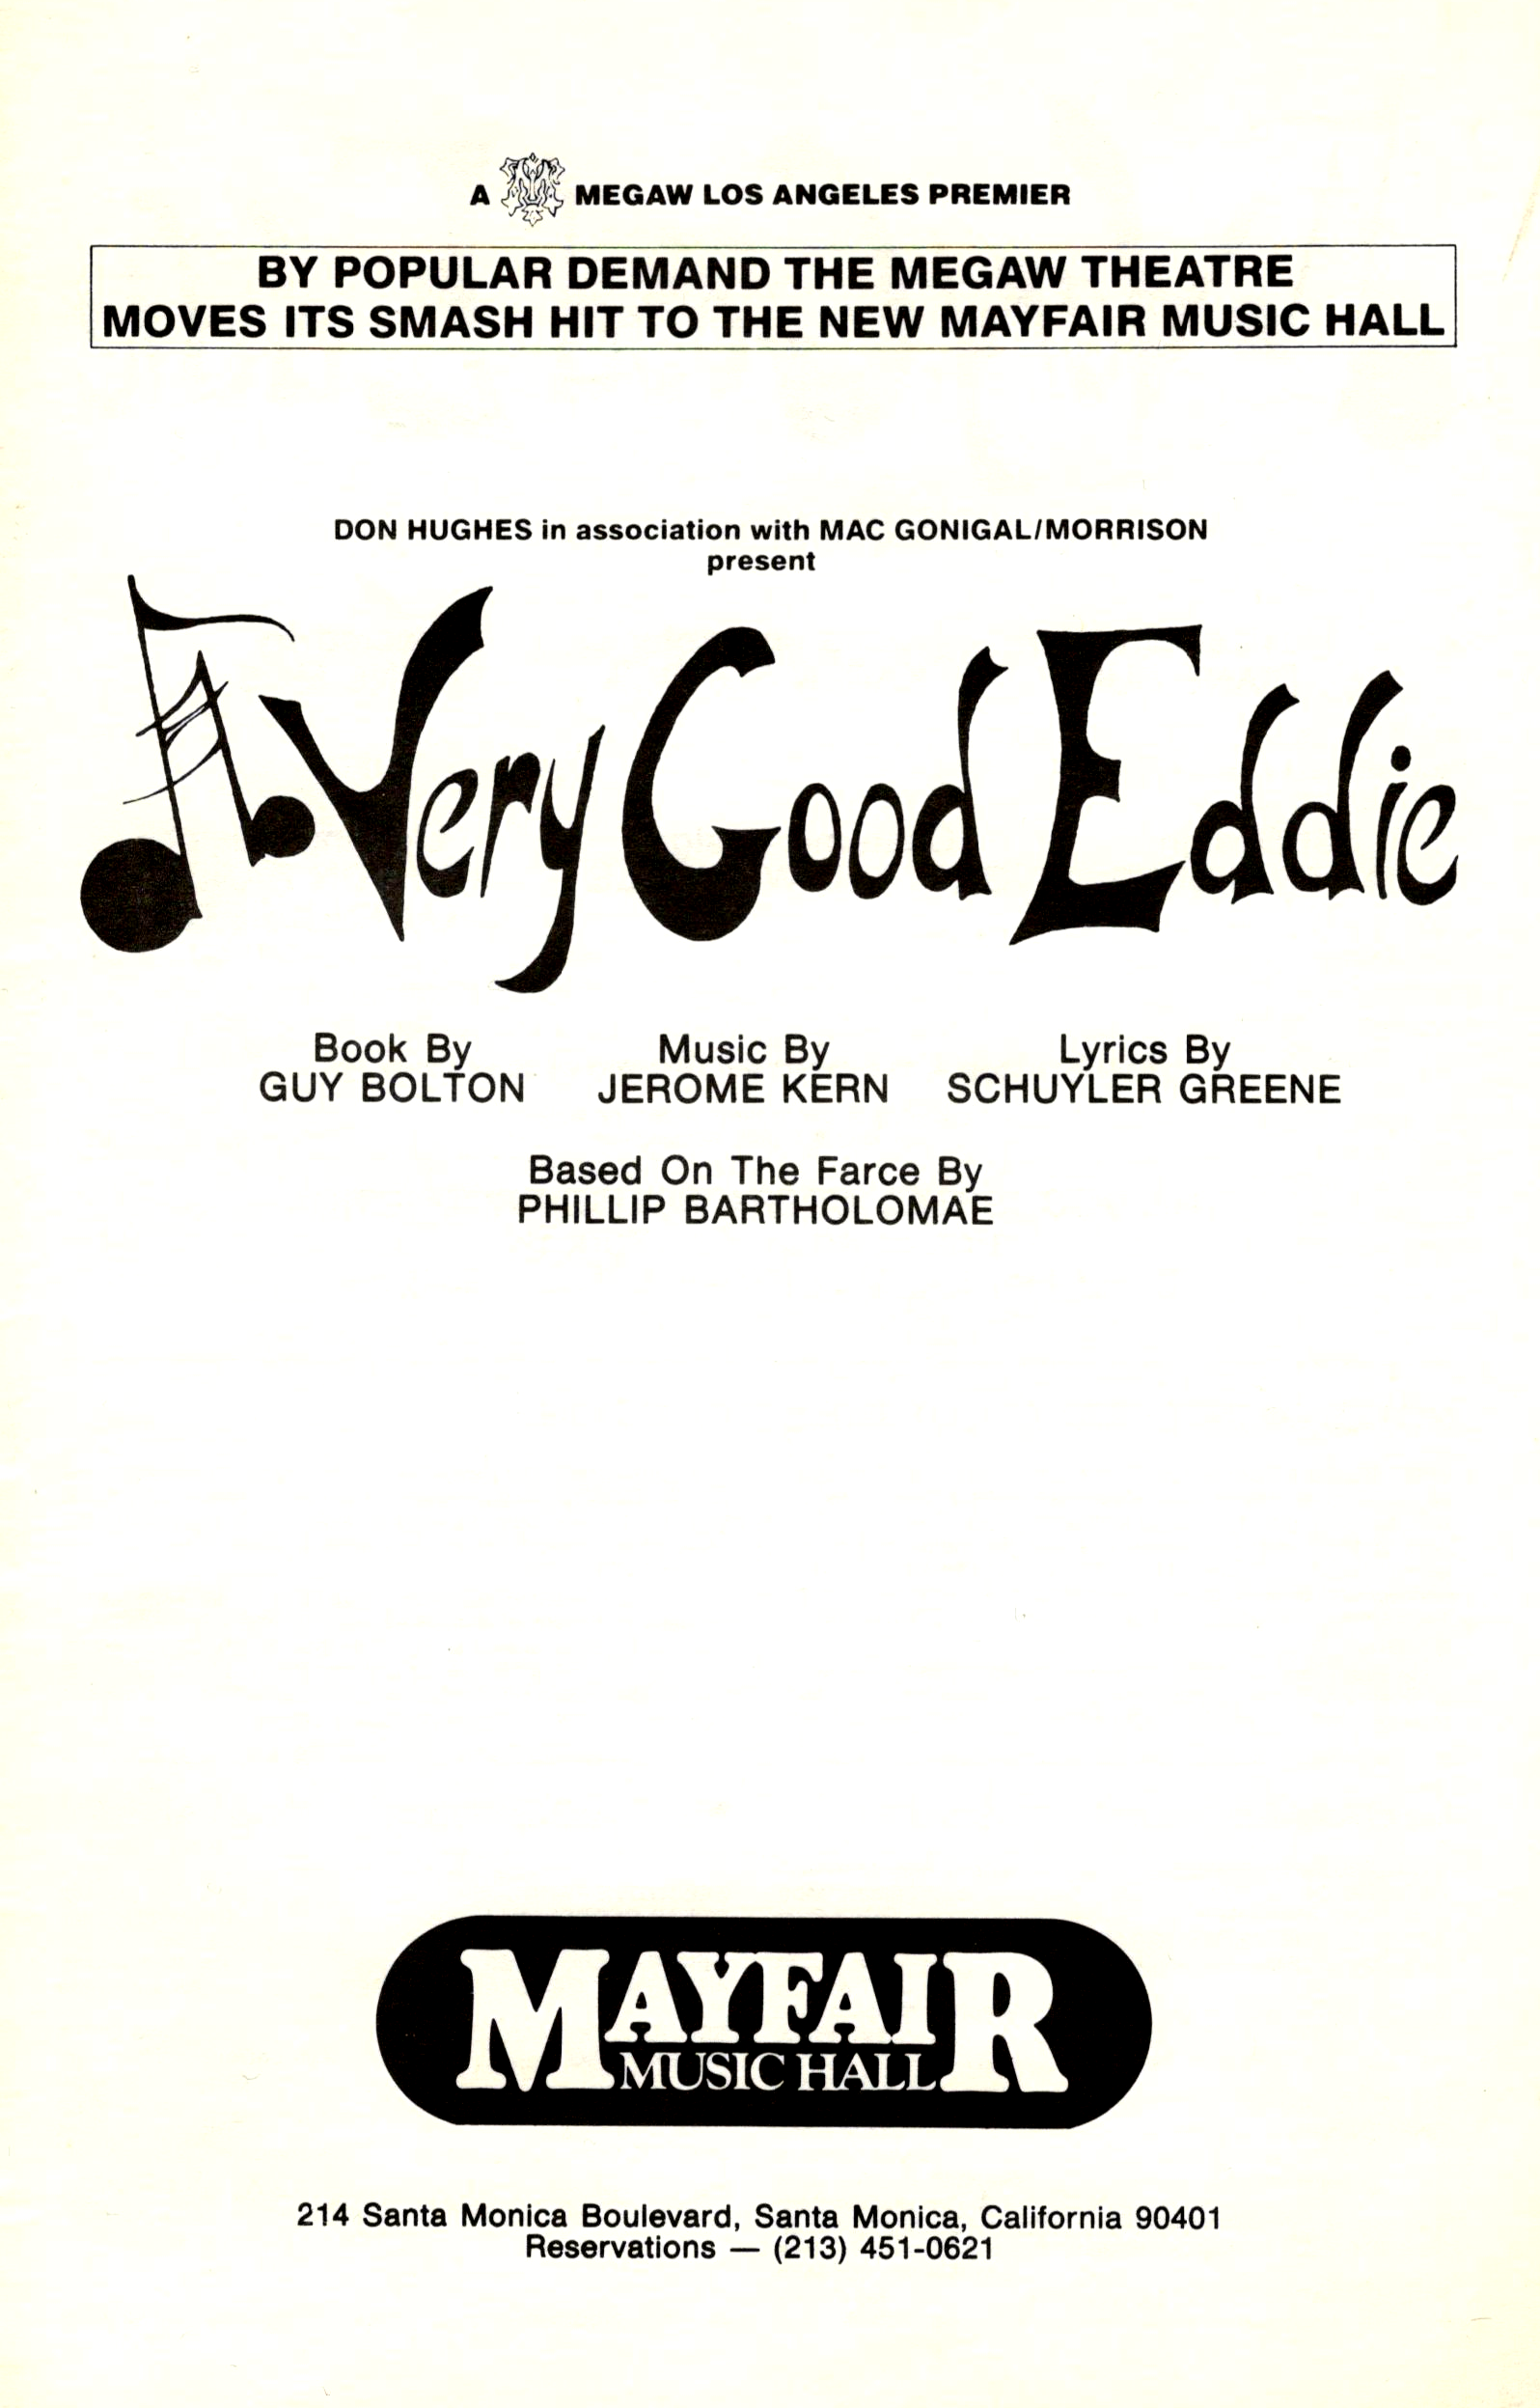 A MEGAW LOS ANGELES PREMIER
BY POPULAR DEMAND THE MEGAW THEATRE
MOVES ITS SMASH HIT TO THE NEW MAYFAIR MUSIC HALL
DON HUGHES in association with MAC GONIGAL/MORRISON
present
Very Good Eddie
Book By Music By Lyrics By
GUY BOLTON JEROME KERN SCHUYLER GREENE
Based On The Farce By
PHILLIP BARTHOLOMAE
MAYFAIR
MUSIC HALL
214 Santa Monica Boulevard, Santa Monica, California 90401
Reservations — (213) 451-0621